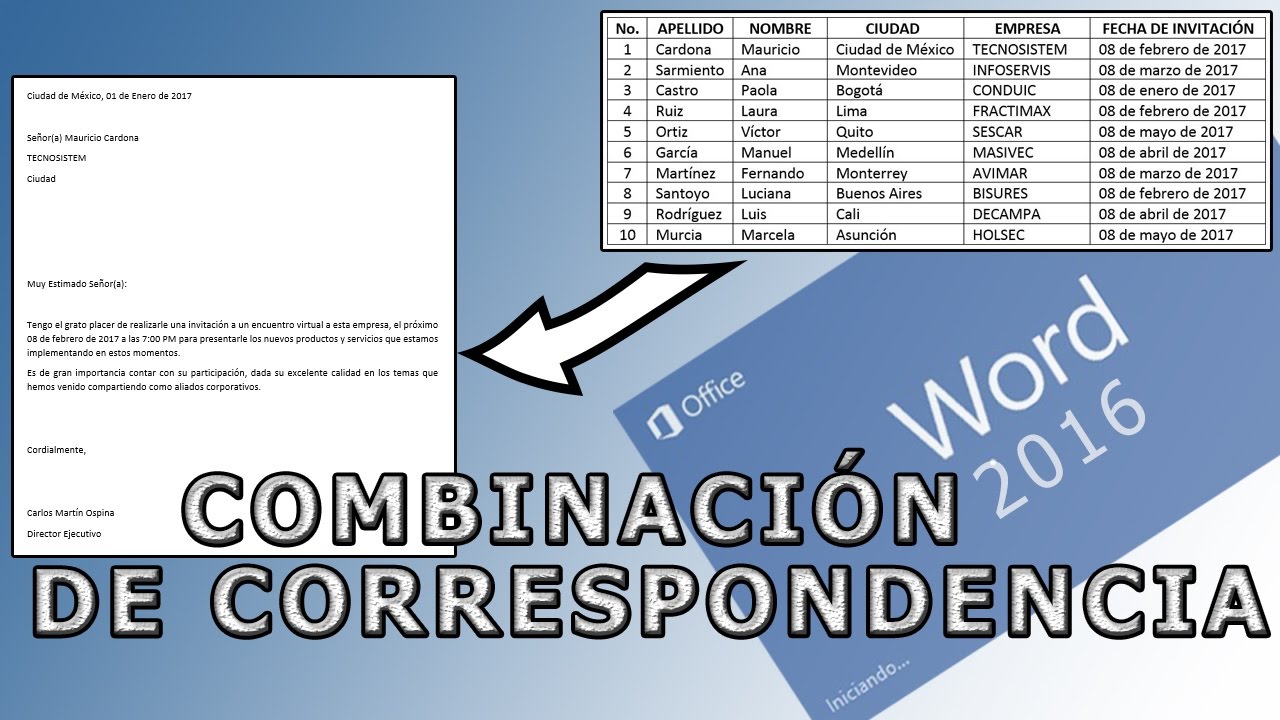 Ciudad de México, 01 de Enero de 2017
Señor(a) Mauricio Cardona
TECNOSISTEM
Ciudad
Muy Estimado Señor(a):
Tengo el grato placer de realizarle una invitación a un encuentro virtual a esta empresa, el próximo
08 de febrero de 2017 a las 7:00 PM para presentarle los nuevos productos y servicios que estamos
implementando en estos momentos.
Es de gran importancia contar con su participación, dada su excelente calidad en los temas que
hemos venido compartiendo como aliados corporativos.
Cordialmente,
Carlos Martín Ospina
Director Ejecutivo
No. APELLIDO NOMBRE CIUDAD EMPRESA FECHA DE INVITACIÓN
1 Cardona Mauricio Ciudad de México TECNOSISTEM 08 de febrero de 2017
2 Sarmiento Ana Montevideo INFOSERVIS 08 de marzo de 2017
3 Castro Paola Bogotá CONDUIC 08 de enero de 2017
4 Ruiz Laura Lima FRACTIMAX 08 de febrero de 2017
5 Ortiz Víctor Quito SESCAR 08 de mayo de 2017
6 García Manuel Medellín MASIVEC 08 de abril de 2017
7 Martínez Fernando Monterrey AVIMAR 08 de marzo de 2017
8 Santoyo Luciana Buenos Aires BISURES 08 de febrero de 2017
9 Rodríguez Luis Cali DECAMPA 08 de abril de 2017
10 Murcia Marcela Asunción HOLSEC 08 de mayo de 2017
Office
Word
2016
COMBINACIÓN
DE CORRESPONDENCIA
Iniciando...